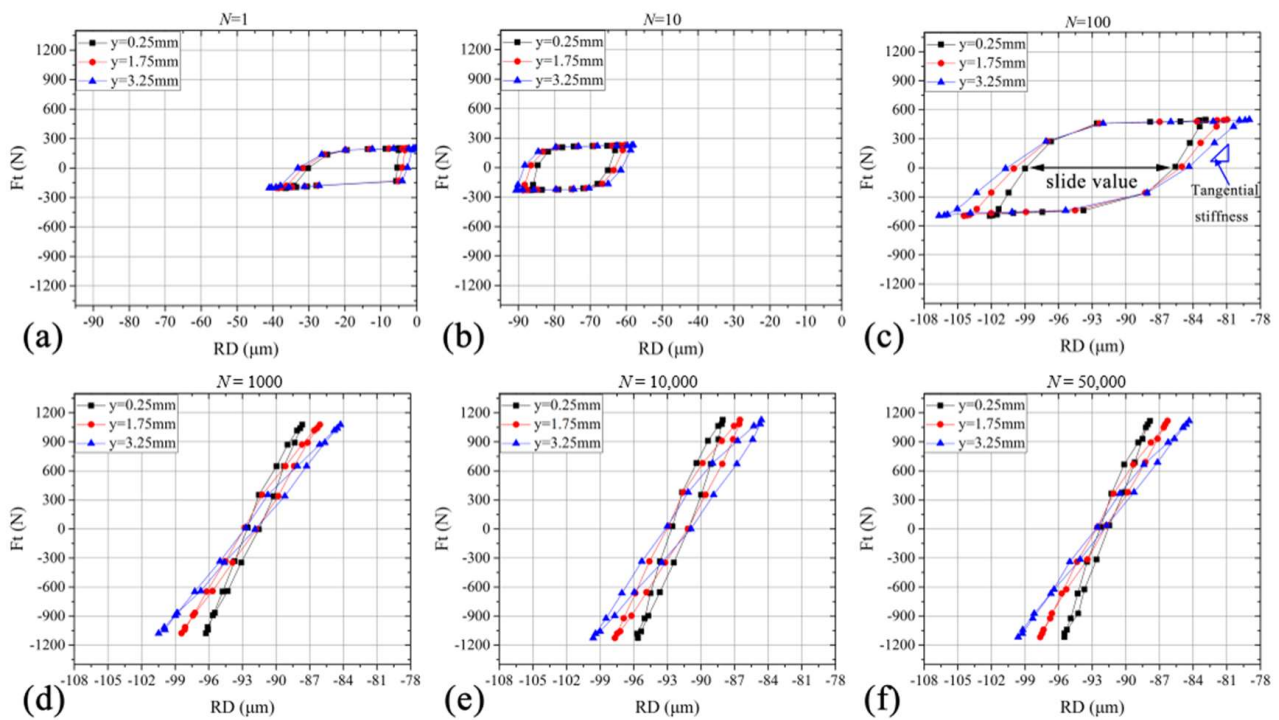 N=1
y=0.25mm
y=1.75mm
y=3.25mm
1200
900
600
300
0
-300
-600
-900
-1200
Ft (N)
-90 -80 -70 -60 -50 -40 -30 -20 -10 0
RD (μm)
(a)
N=10
y=0.25mm
y=1.75mm
y=3.25mm
1200
900
600
300
0
-300
-600
-900
-1200
Ft (N)
-90 -80 -70 -60 -50 -40 -30 -20 -10 0
RD (μm)
(b)
N=100
y=0.25mm
y=1.75mm
y=3.25mm
1200
900
600
300
0
-300
-600
-900
-1200
Ft (N)
slide value
Tangential
stiffness
-108 -105 -102 -99 -96 -93 -90 -87 -84 -81 -78
RD (μm)
(c)
N = 1000
y=0.25mm
y=1.75mm
y=3.25mm
1200
900
600
300
0
-300
-600
-900
-1200
Ft (N)
-108 -105 -102 -99 -96 -93 -90 -87 -84 -81 -78
RD (μm)
(d)
N = 10,000
y=0.25mm
y=1.75mm
y=3.25mm
1200
900
600
300
0
-300
-600
-900
-1200
Ft (N)
-108 -105 -102 -99 -96 -93 -90 -87 -84 -81 -78
RD (μm)
(e)
N = 50,000
y=0.25mm
y=1.75mm
y=3.25mm
1200
900
600
300
0
-300
-600
-900
-1200
Ft (N)
-108 -105 -102 -99 -96 -93 -90 -87 -84 -81 -78
RD (μm)
(f)